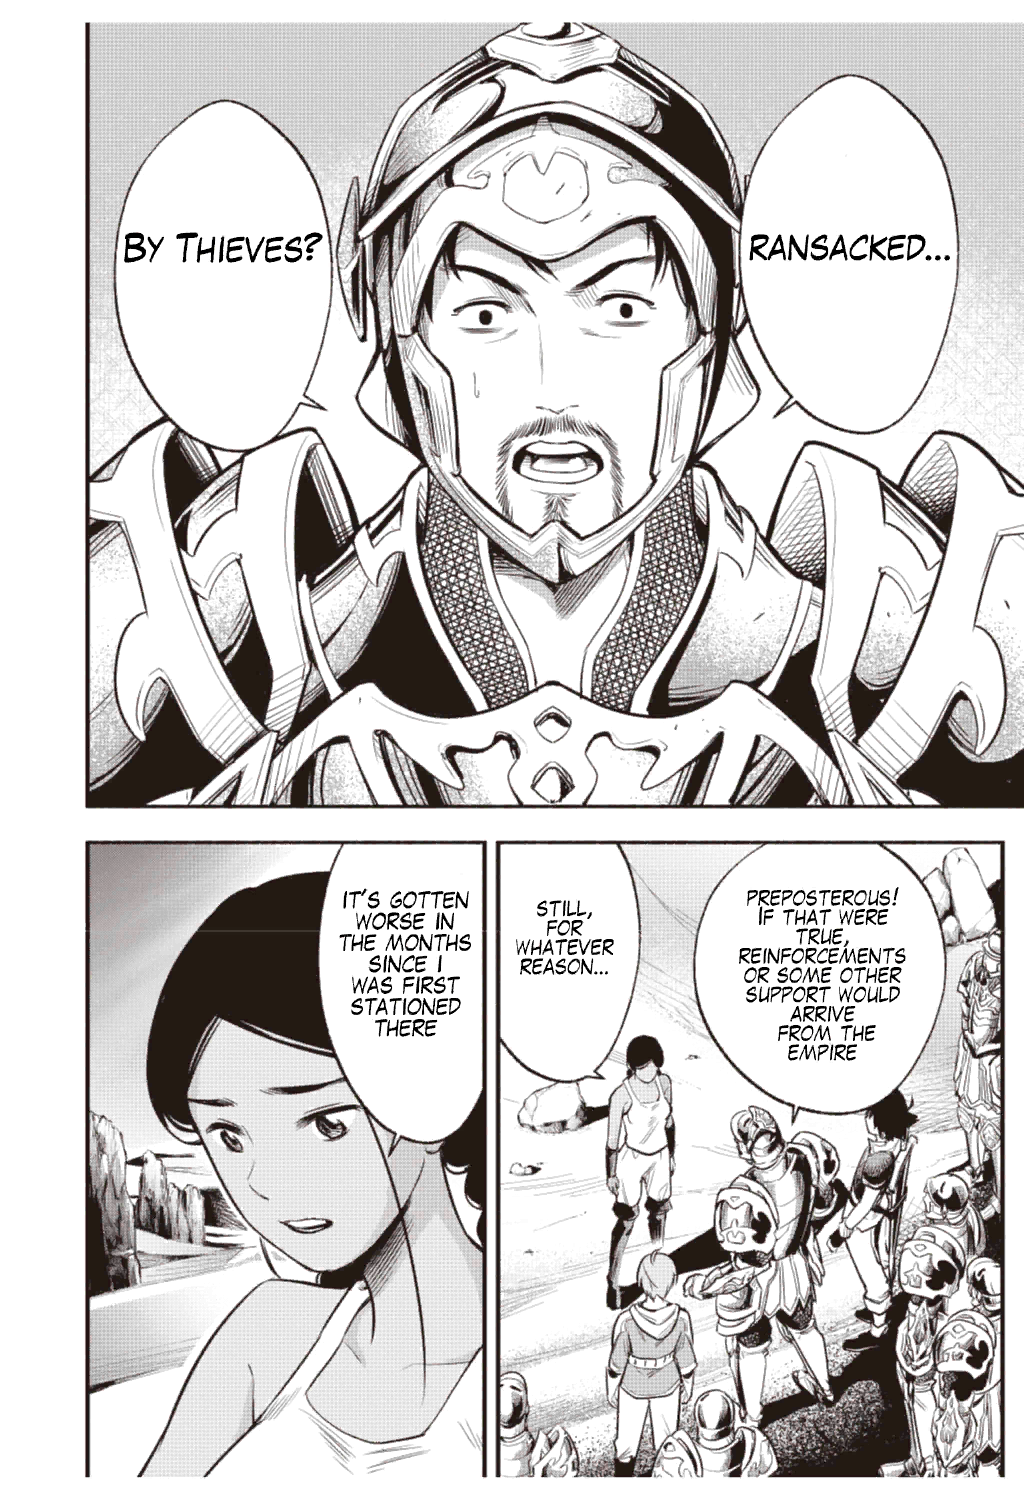 RANSACKED...
BY THIEVES?
PREPOSTEROUS!
IF THAT WERE
TRUE,
REINFORCEMENTS
OR SOME OTHER
SUPPORT WOULD
ARRIVE
FROM THE
EMPIRE
STILL,
FOR
WHATEVER
REASON...
IT'S GOTTEN
WORSE IN
THE MONTHS
SINCE I
WAS FIRST
STATIONED
THERE